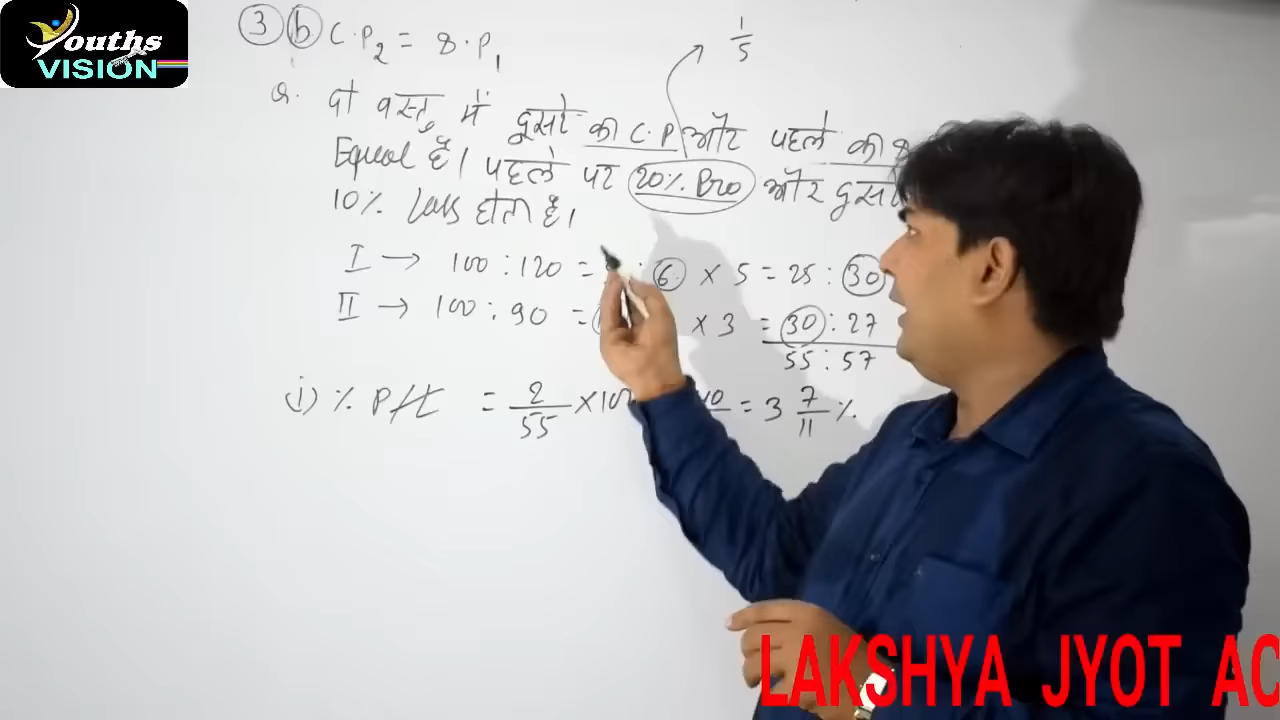 Youths
VISION
3 b C.P2 = S.P1
1/5
Q. दो वस्तु में दुसरे की C.P और पहले की S
Equal है। पहले पर 20% Pro और दुसरे
10% Loss होता है।
I → 100 : 120 = : 6 × 5 = 25 : 30
II → 100 : 90 = × 3 = 30 : 27
55 : 57
i) % P/L = 2/55 × 100 = 3 7/11 %
LAKSHYA JYOT AC